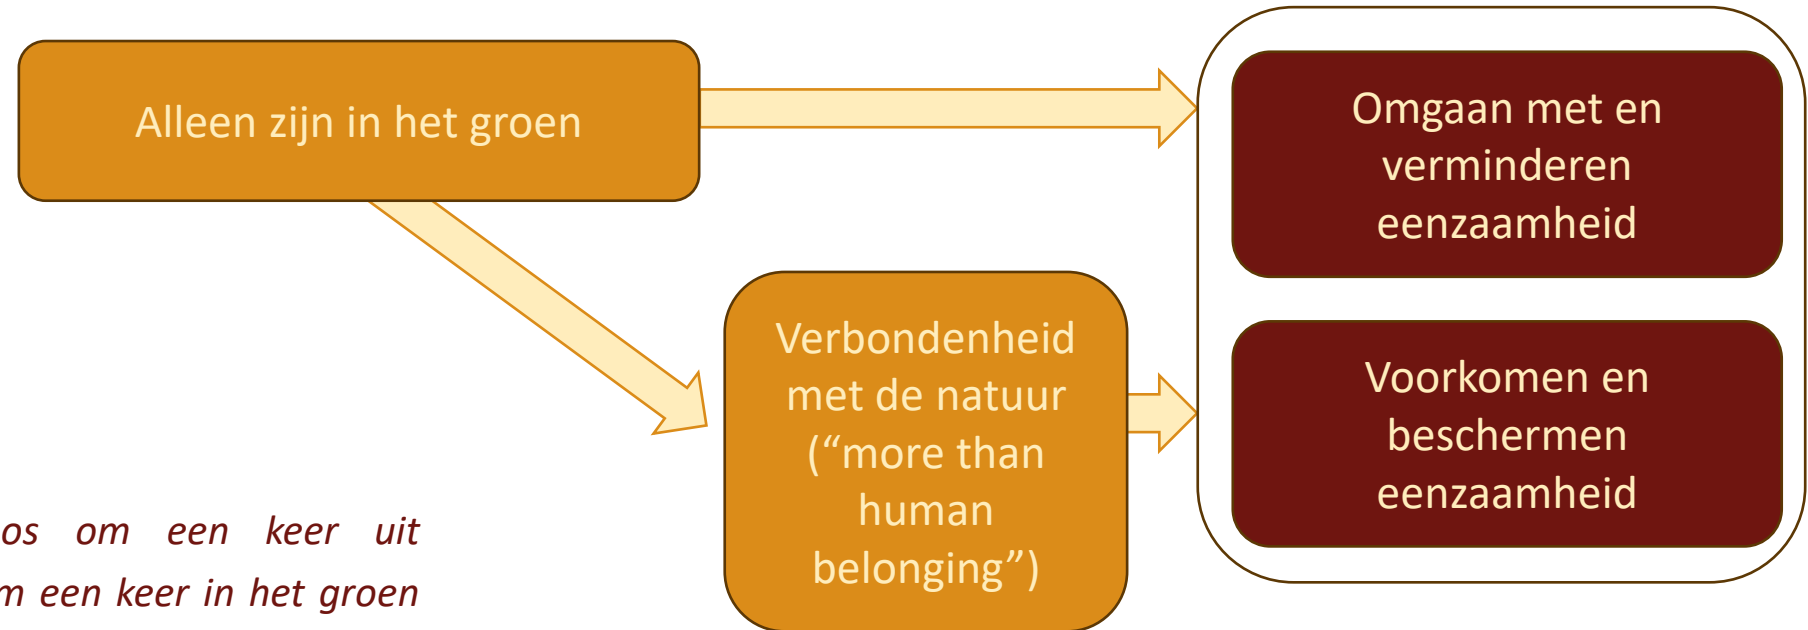 Alleen zijn in het groen
Omgaan met en
verminderen
eenzaamheid
Verbondenheid
met de natuur
(“more than
human
belonging”)
Voorkomen en
beschermen
eenzaamheid
om een keer uit
een keer in het groen